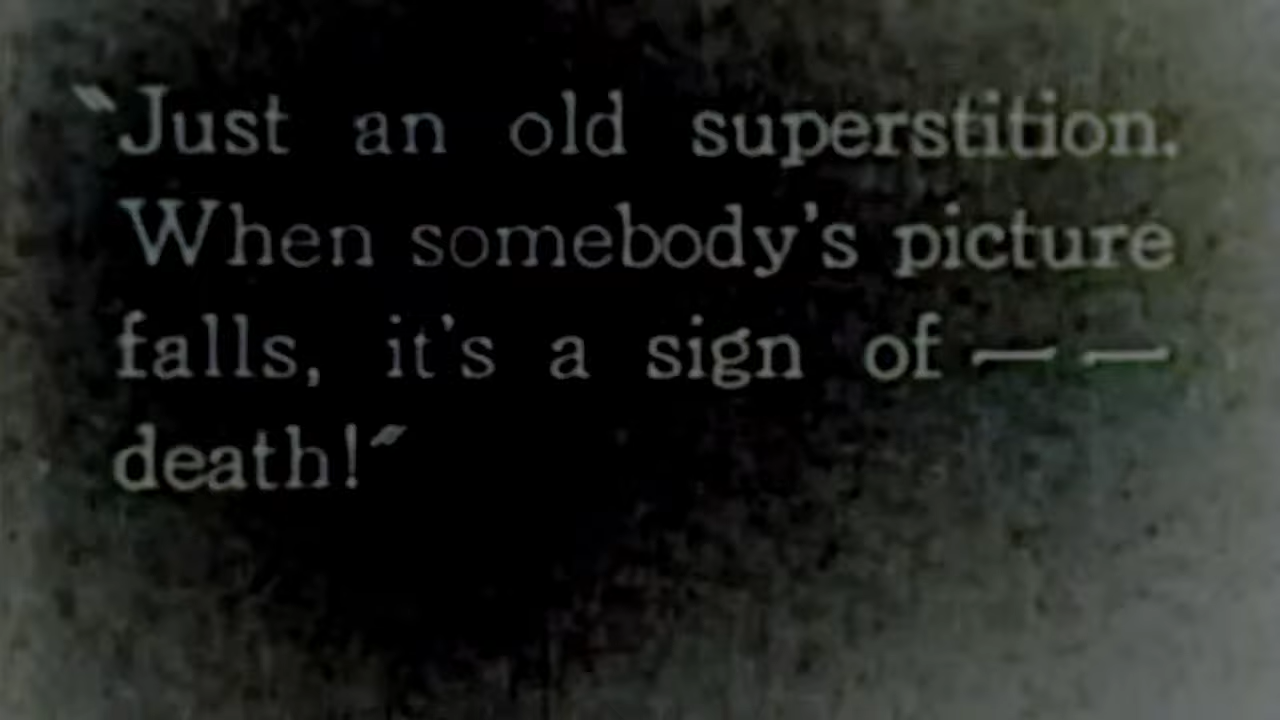 "Just an old superstition.
When somebody's picture
falls, it's a sign of — —
death!"